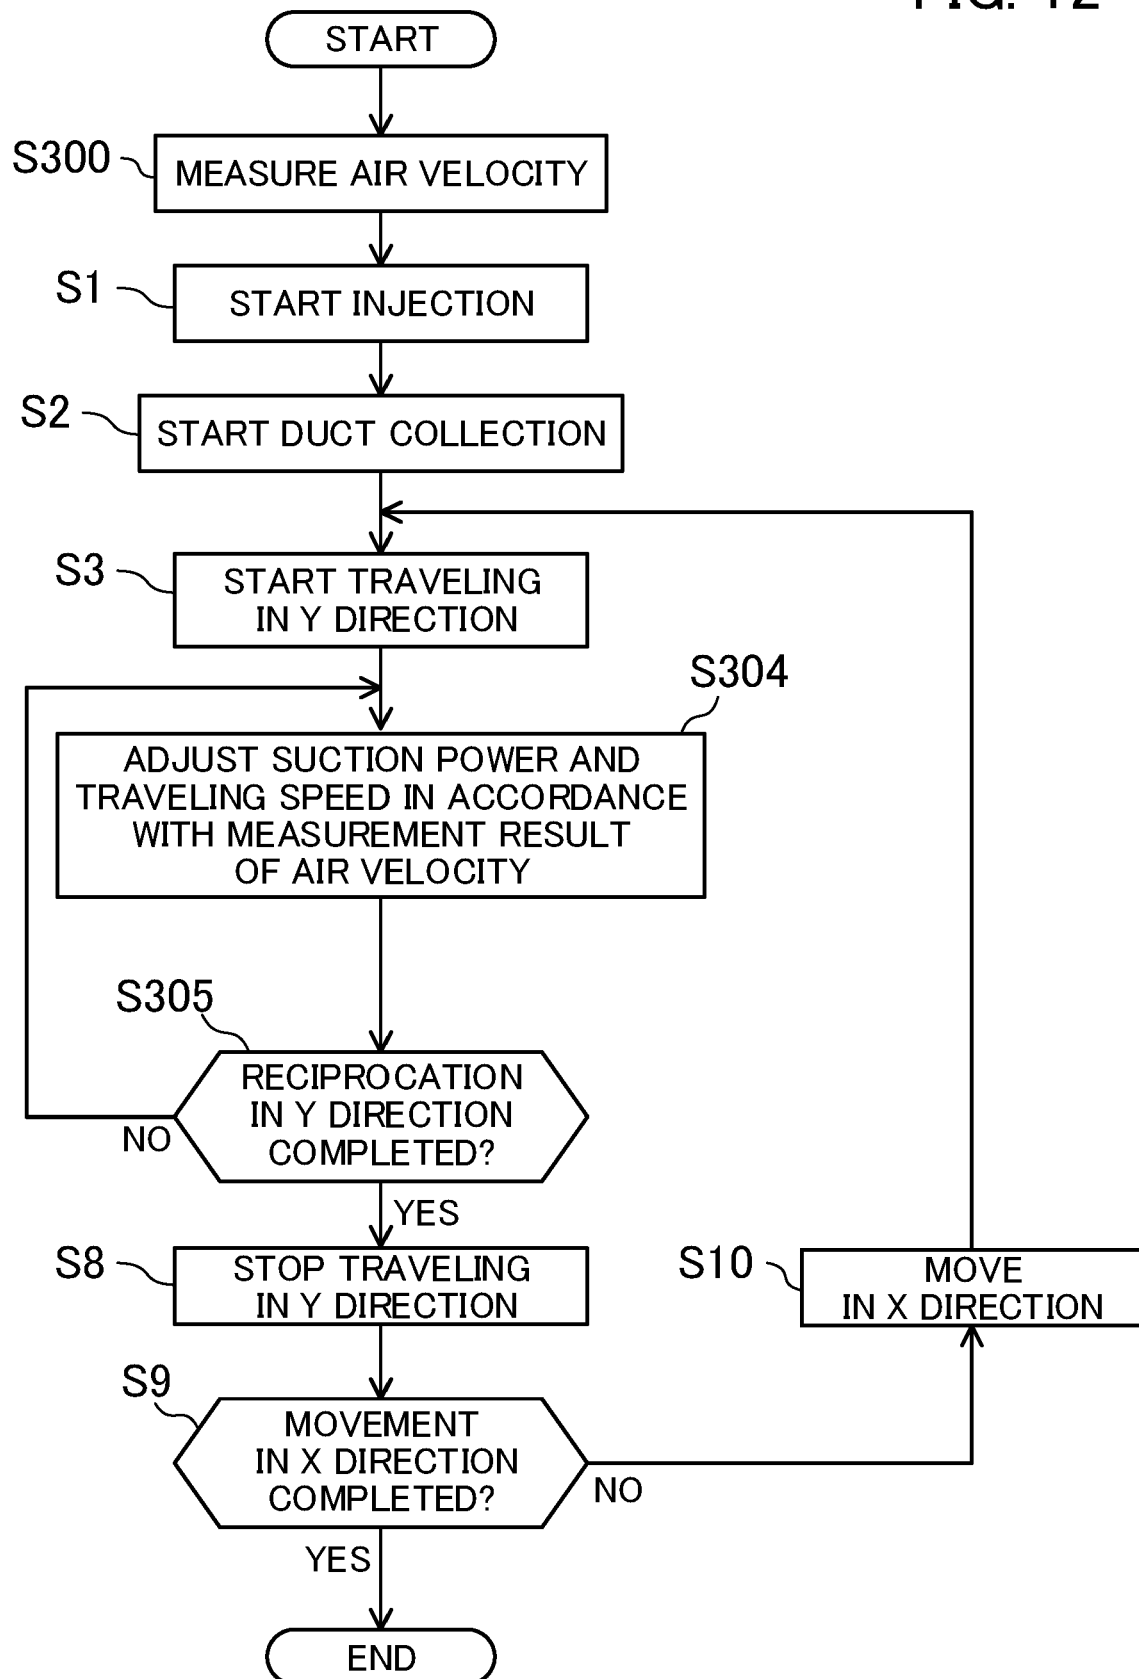 FIG. 12
START
S300
MEASURE AIR VELOCITY
S1
START INJECTION
S2
START DUCT COLLECTION
S3
START TRAVELING
IN Y DIRECTION
S304
ADJUST SUCTION POWER AND
TRAVELING SPEED IN ACCORDANCE
WITH MEASUREMENT RESULT
OF AIR VELOCITY
S305
RECIPROCATION
IN Y DIRECTION
COMPLETED?
NO
YES
S8
STOP TRAVELING
IN Y DIRECTION
S10
MOVE
IN X DIRECTION
S9
MOVEMENT
IN X DIRECTION
COMPLETED?
NO
YES
END